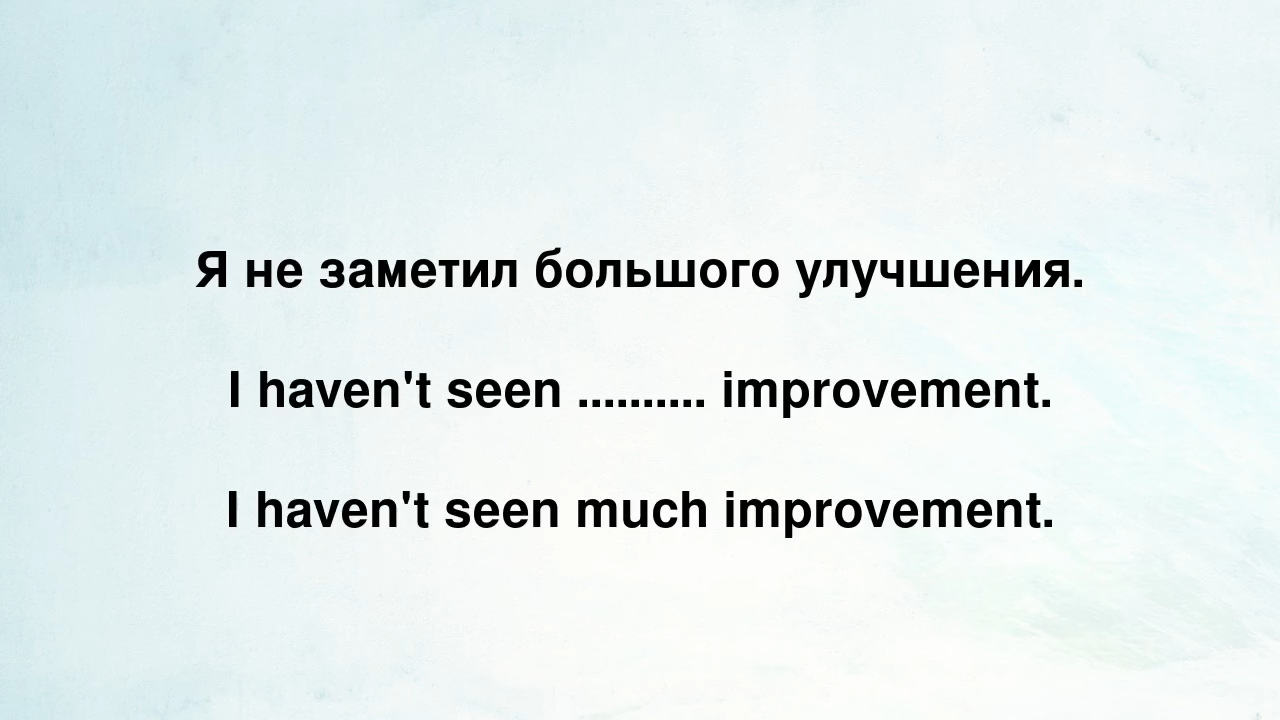 Я не заметил большого улучшения.
I haven't seen .......... improvement.
I haven't seen much improvement.